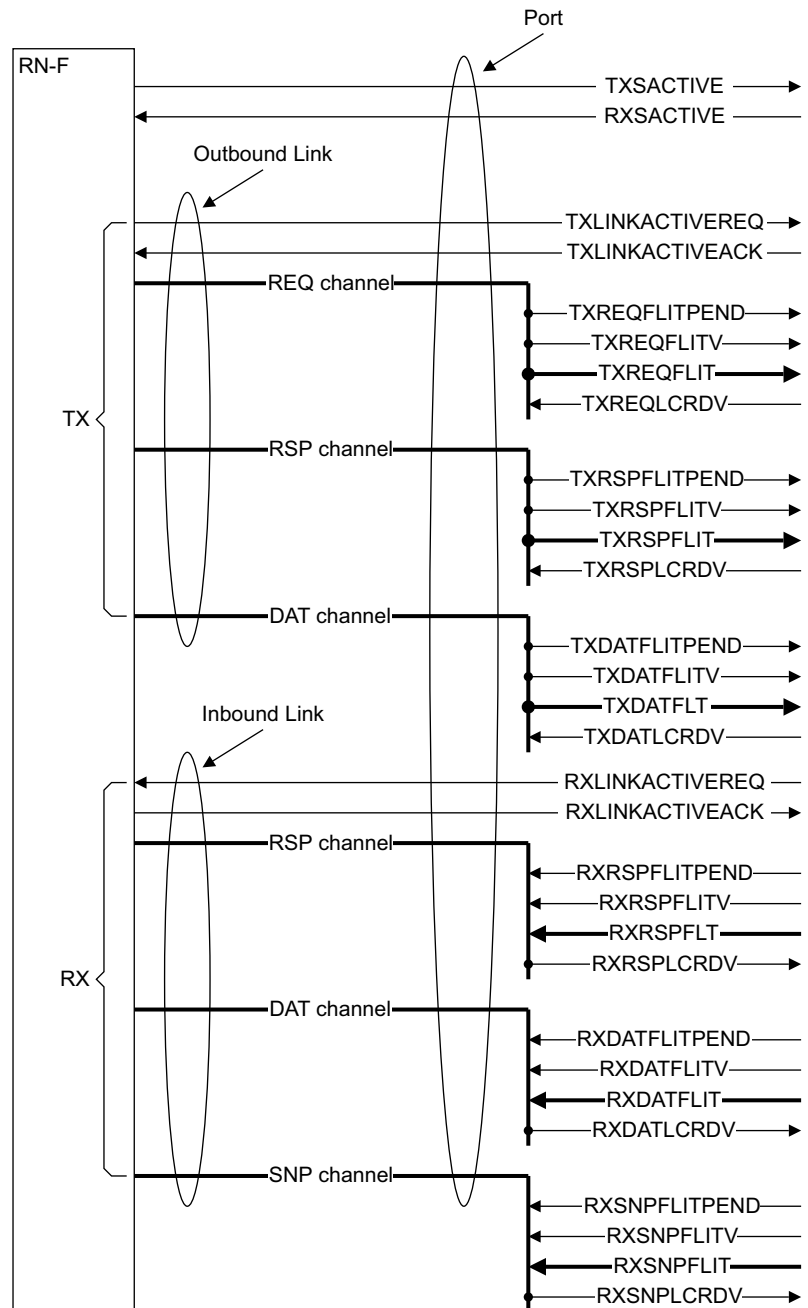 Port
RN-F
TXSACTIVE
RXSACTIVE
Outbound Link
TXLINKACTIVEREQ
TXLINKACTIVEACK
REQ channel
TXREQFLITPEND
TXREQFLITV
TXREQFLIT
TXREQLCRDV
TX
RSP channel
TXRSPFLITPEND
TXRSPFLITV
TXRSPFLIT
TXRSPLCRDV
DAT channel
TXDATFLITPEND
TXDATFLITV
TXDATFLT
TXDATLCRDV
Inbound Link
RXLINKACTIVEREQ
RXLINKACTIVEACK
RSP channel
RXRSPFLITPEND
RXRSPFLITV
RXRSPFLT
RXRSPLCRDV
RX
DAT channel
RXDATFLITPEND
RXDATFLITV
RXDATFLIT
RXDATLCRDV
SNP channel
RXSNPFLITPEND
RXSNPFLITV
RXSNPFLIT
RXSNPLCRDV